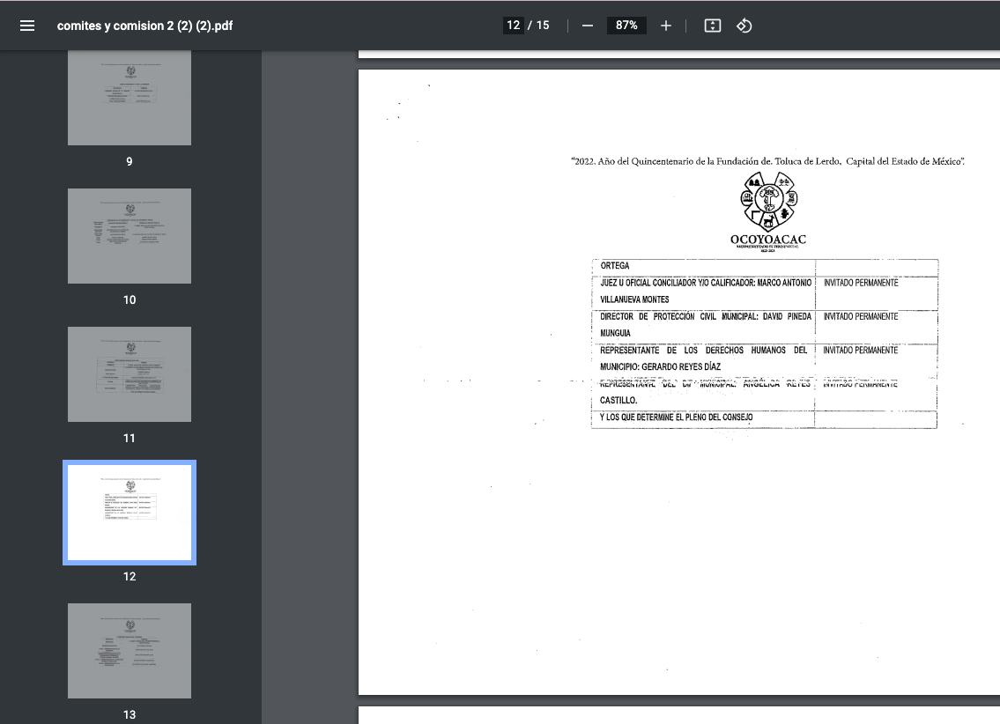 comites y comision 2 (2) (2).pdf
12 / 15
87%
9
10
11
12
13
"2022. Año del Quincentenario de la Fundación de. Toluca de Lerdo, Capital del Estado de México".
OCOYOACAC
ORTEGA
JUEZ U OFICIAL CONCILIADOR Y/O CALIFICADOR: MARCO ANTONIO INVITADO PERMANENTE
VILLANUEVA MONTES
DIRECTOR DE PROTECCIÓN CIVIL MUNICIPAL: DAVID PINEDA INVITADO PERMANENTE
MUNGUIA
REPRESENTANTE DE LOS DERECHOS HUMANOS DEL INVITADO PERMANENTE
MUNICIPIO: GERARDO REYES DÍAZ
REPRESENTANTE DEL DIF MUNICIPAL: ANGÉLICA REYES INVITADO PERMANENTE
CASTILLO.
Y LOS QUE DETERMINE EL PLENO DEL CONSEJO